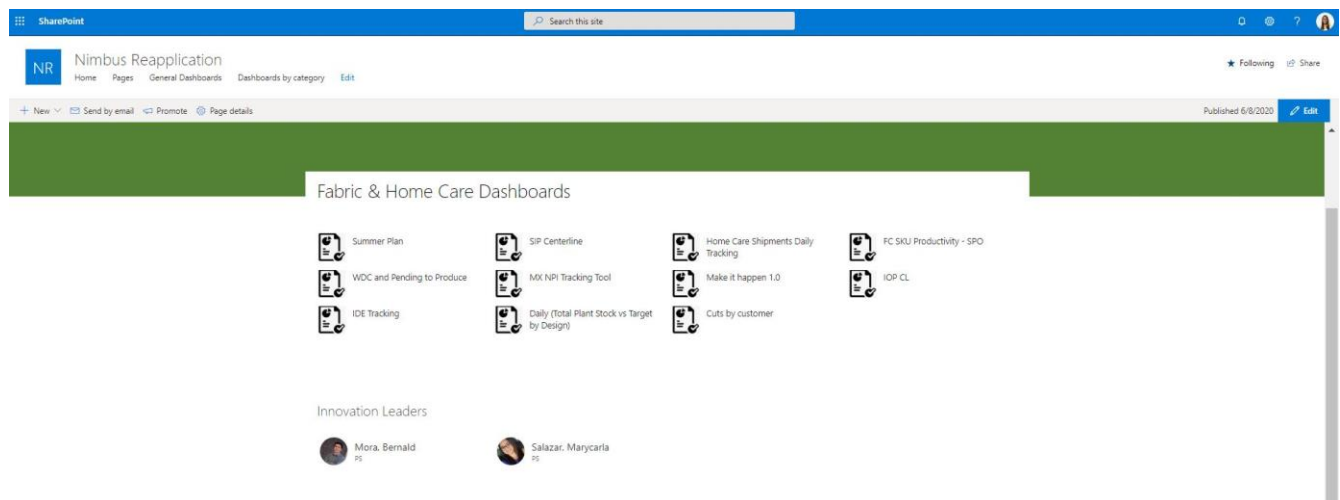 SharePoint
Search this site
?
NR
Nimbus Reapplication
Home Pages General Dashboards Dashboards by category Edit
Following Share
New Send by email Promote Page details
Published 6/8/2020 Edit
Fabric & Home Care Dashboards
Summer Plan
SIP Centerline
Home Care Shipments Daily
Tracking
FC SKU Productivity - SPO
WDC and Pending to Produce
MX NPI Tracking Tool
Make it happen 1.0
IOP CL
IDE Tracking
Daily (Total Plant Stock vs Target
by Design)
Cuts by customer
Innovation Leaders
Mora, Bernald
PS
Salazar, Marycarla
PS